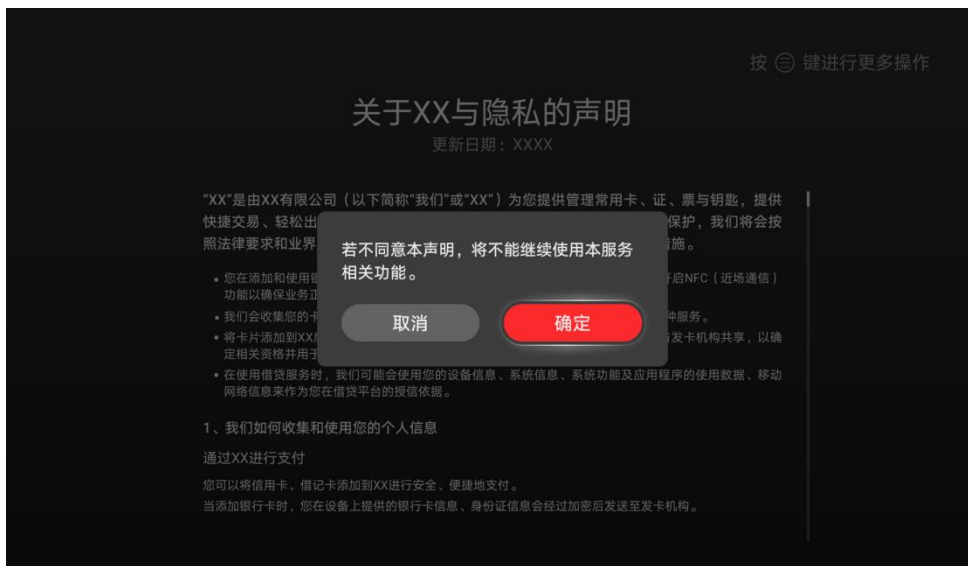 按 键进行更多操作
关于XX与隐私的声明
更新日期：XXXX
“XX”是由XX有限公司（以下简称“我们”或“XX”）为您提供管理常用卡、证、票与钥匙，提供
快捷交易、轻松出 保护，我们将会按
照法律要求和业界 措施。
若不同意本声明，将不能继续使用本服务
相关功能。
取消
确定
• 您在添加和使用银 开启NFC（近场通信）
功能以确保业务正
• 我们会收集您的卡 种服务。
• 将卡片添加到XX 发卡机构共享，以确
定相关资格并用于
• 在使用借贷服务时，我们可能会使用您的设备信息、系统信息、系统功能及应用程序的使用数据、移动
网络信息来作为您在借贷平台的授信依据。
1、我们如何收集和使用您的个人信息
通过XX进行支付
您可以将信用卡、借记卡添加到XX进行安全、便捷地支付。
当添加银行卡时，您在设备上提供的银行卡信息、身份证信息会经过加密后发送至发卡机构。